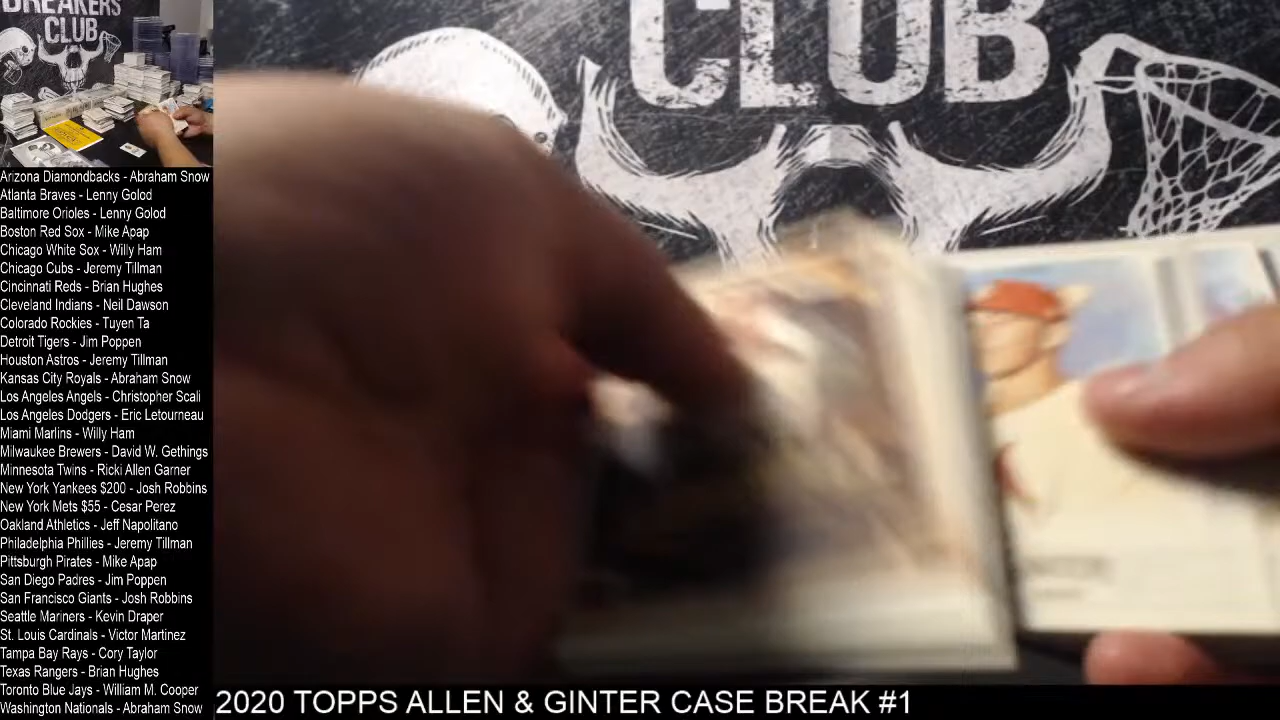 BREAKERS
CLUB
CLUB
Arizona Diamondbacks - Abraham Snow
Atlanta Braves - Lenny Golod
Baltimore Orioles - Lenny Golod
Boston Red Sox - Mike Apap
Chicago White Sox - Willy Ham
Chicago Cubs - Jeremy Tillman
Cincinnati Reds - Brian Hughes
Cleveland Indians - Neil Dawson
Colorado Rockies - Tuyen Ta
Detroit Tigers - Jim Poppen
Houston Astros - Jeremy Tillman
Kansas City Royals - Abraham Snow
Los Angeles Angels - Christopher Scali
Los Angeles Dodgers - Eric Letourneau
Miami Marlins - Willy Ham
Milwaukee Brewers - David W. Gethings
Minnesota Twins - Ricki Allen Garner
New York Yankees $200 - Josh Robbins
New York Mets $55 - Cesar Perez
Oakland Athletics - Jeff Napolitano
Philadelphia Phillies - Jeremy Tillman
Pittsburgh Pirates - Mike Apap
San Diego Padres - Jim Poppen
San Francisco Giants - Josh Robbins
Seattle Mariners - Kevin Draper
St. Louis Cardinals - Victor Martinez
Tampa Bay Rays - Cory Taylor
Texas Rangers - Brian Hughes
Toronto Blue Jays - William M. Cooper
Washington Nationals - Abraham Snow
2020 TOPPS ALLEN & GINTER CASE BREAK #1